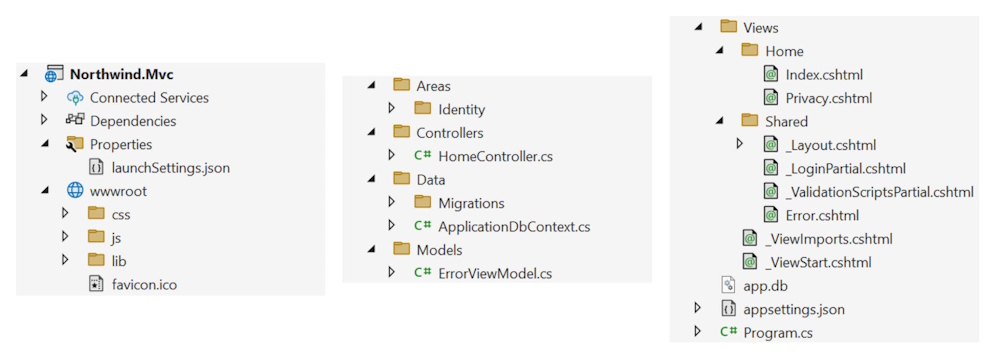 Northwind.Mvc
Connected Services
Dependencies
Properties
launchSettings.json
wwwroot
css
js
lib
favicon.ico
Areas
Identity
Controllers
C# HomeController.cs
Data
Migrations
C# ApplicationDbContext.cs
Models
C# ErrorViewModel.cs
Views
Home
Index.cshtml
Privacy.cshtml
Shared
_Layout.cshtml
_LoginPartial.cshtml
_ValidationScriptsPartial.cshtml
Error.cshtml
_ViewImports.cshtml
_ViewStart.cshtml
app.db
appsettings.json
C# Program.cs